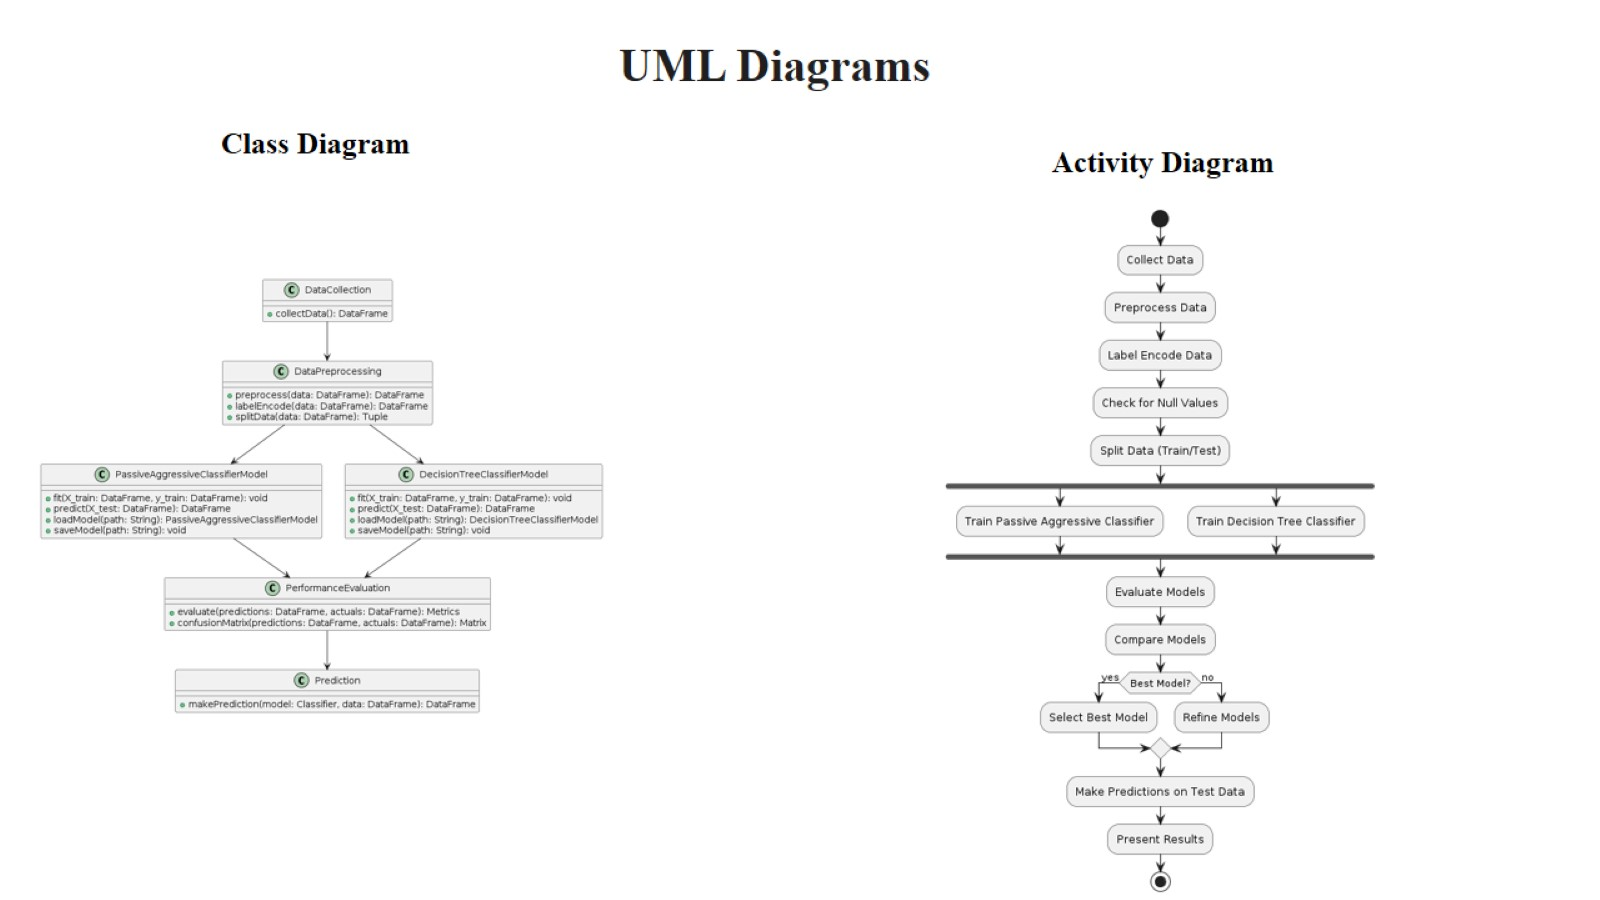 UML Diagrams
Class Diagram
C DataCollection
collectData(): DataFrame
C DataPreprocessing
preprocess(data: DataFrame): DataFrame
labelEncode(data: DataFrame): DataFrame
splitData(data: DataFrame): Tuple
C PassiveAggressiveClassifierModel
fit(X_train: DataFrame, y_train: DataFrame): void
predict(X_test: DataFrame): DataFrame
loadModel(path: String): PassiveAggressiveClassifierModel
saveModel(path: String): void
C DecisionTreeClassifierModel
fit(X_train: DataFrame, y_train: DataFrame): void
predict(X_test: DataFrame): DataFrame
loadModel(path: String): DecisionTreeClassifierModel
saveModel(path: String): void
C PerformanceEvaluation
evaluate(predictions: DataFrame, actuals: DataFrame): Metrics
confusionMatrix(predictions: DataFrame, actuals: DataFrame): Matrix
C Prediction
makePrediction(model: Classifier, data: DataFrame): DataFrame
Activity Diagram
Collect Data
Preprocess Data
Label Encode Data
Check for Null Values
Split Data (Train/Test)
Train Passive Aggressive Classifier
Train Decision Tree Classifier
Evaluate Models
Compare Models
yes
Best Model?
no
Select Best Model
Refine Models
Make Predictions on Test Data
Present Results